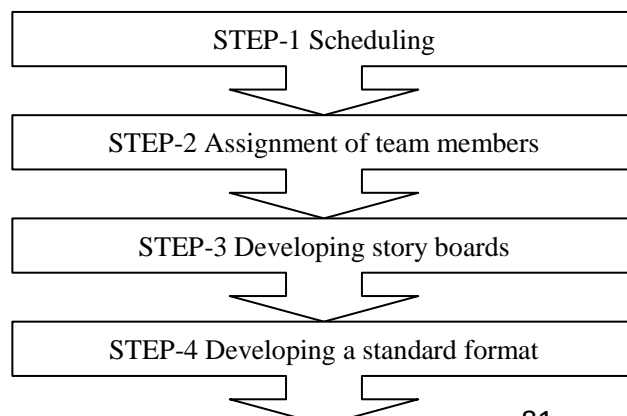 STEP-1 Scheduling
STEP-2 Assignment of team members
STEP-3 Developing story boards
STEP-4 Developing a standard format